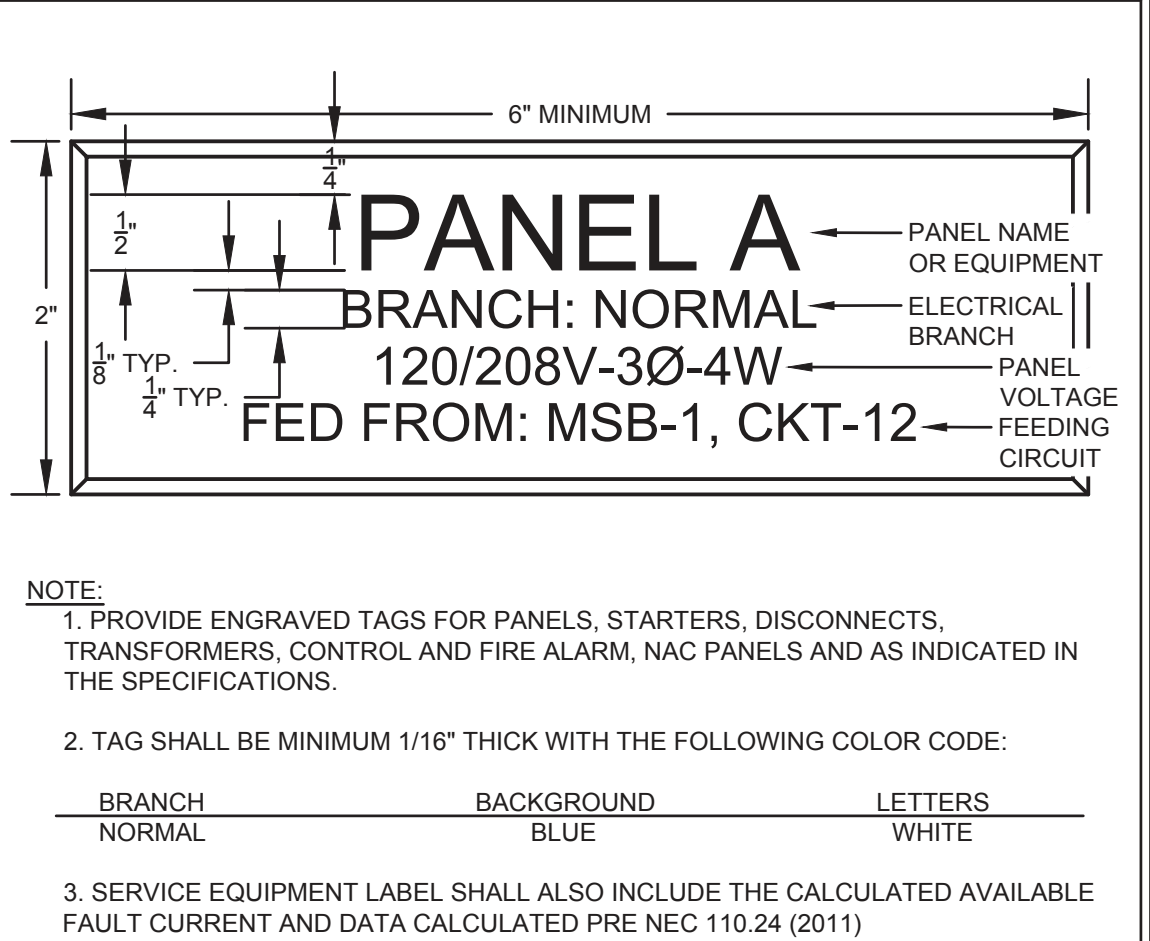 6" MINIMUM
1/4"
1/2"
2"
PANEL A
PANEL NAME
OR EQUIPMENT
BRANCH: NORMAL
ELECTRICAL
BRANCH
1/8" TYP.
120/208V-3Ø-4W
PANEL
VOLTAGE
1/4" TYP.
FED FROM: MSB-1, CKT-12
FEEDING
CIRCUIT
NOTE:
1. PROVIDE ENGRAVED TAGS FOR PANELS, STARTERS, DISCONNECTS,
TRANSFORMERS, CONTROL AND FIRE ALARM, NAC PANELS AND AS INDICATED IN
THE SPECIFICATIONS.
2. TAG SHALL BE MINIMUM 1/16" THICK WITH THE FOLLOWING COLOR CODE:
BRANCH BACKGROUND LETTERS
NORMAL BLUE WHITE
3. SERVICE EQUIPMENT LABEL SHALL ALSO INCLUDE THE CALCULATED AVAILABLE
FAULT CURRENT AND DATA CALCULATED PRE NEC 110.24 (2011)